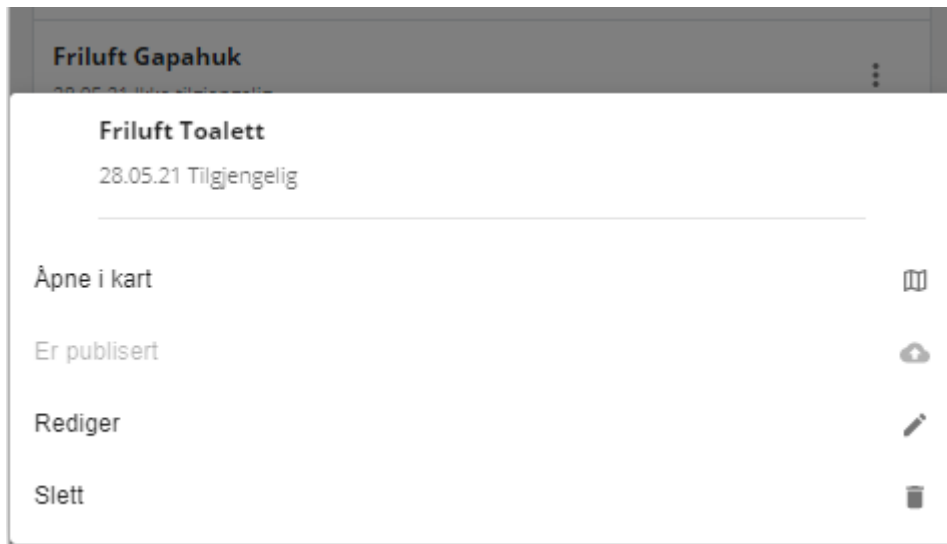 Friluft Gapahuk
Friluft Toalett
28.05.21 Tilgjengelig
Åpne i kart
Er publisert
Rediger
Slett